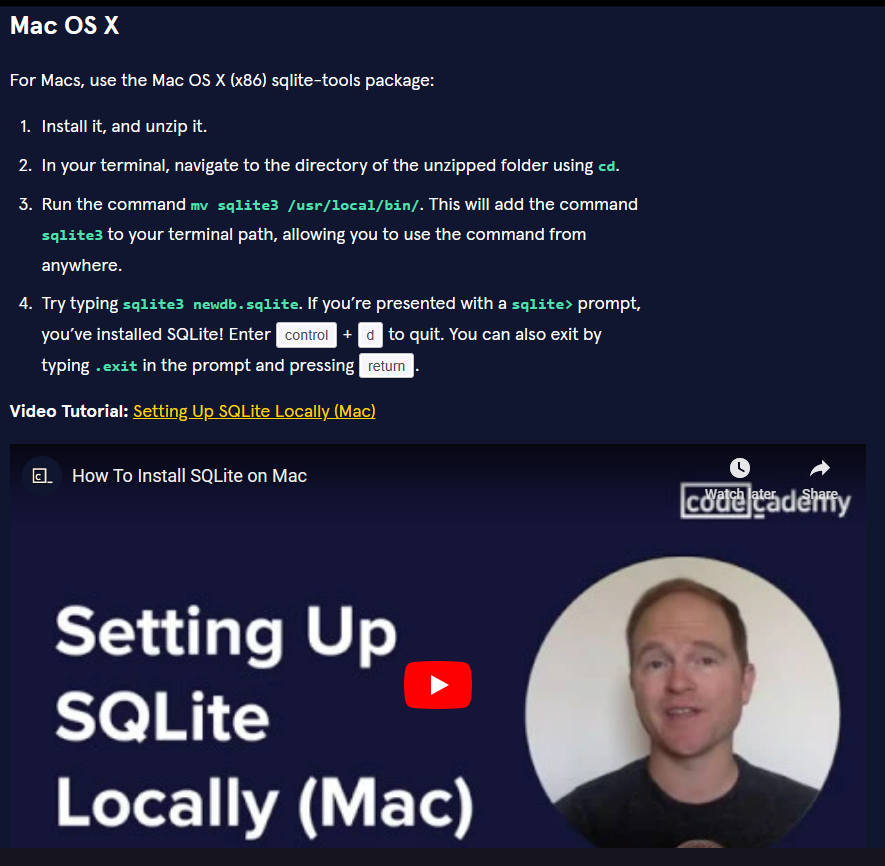 Mac OS X
For Macs, use the Mac OS X (x86) sqlite-tools package:
1. Install it, and unzip it.
2. In your terminal, navigate to the directory of the unzipped folder using cd.
3. Run the command mv sqlite3 /usr/local/bin/. This will add the command
sqlite3 to your terminal path, allowing you to use the command from
anywhere.
4. Try typing sqlite3 newdb.sqlite. If you’re presented with a sqlite> prompt,
you’ve installed SQLite! Enter control + d to quit. You can also exit by
typing .exit in the prompt and pressing return.
Video Tutorial: Setting Up SQLite Locally (Mac)
c_ How To Install SQLite on Mac
Watch later Share
codecademy
Setting Up
SQLite
Locally (Mac)